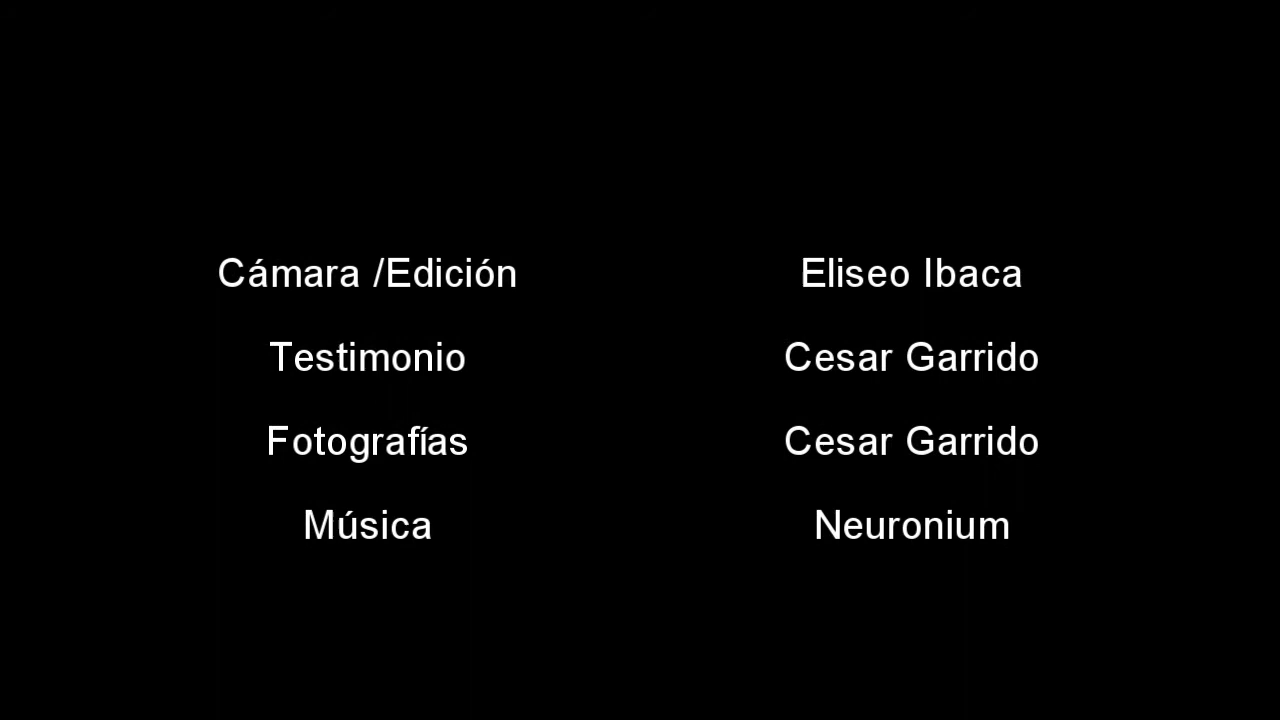 Cámara /Edición Eliseo Ibaca
Testimonio Cesar Garrido
Fotografías Cesar Garrido
Música Neuronium